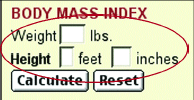 BODY MASS INDEX
Weight lbs.
Height feet inches
Calculate Reset